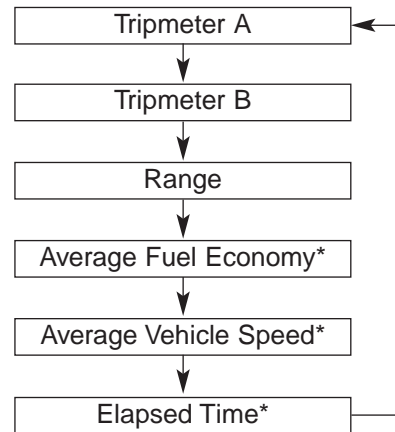 Tripmeter A
Tripmeter B
Range
Average Fuel Economy*
Average Vehicle Speed*
Elapsed Time*